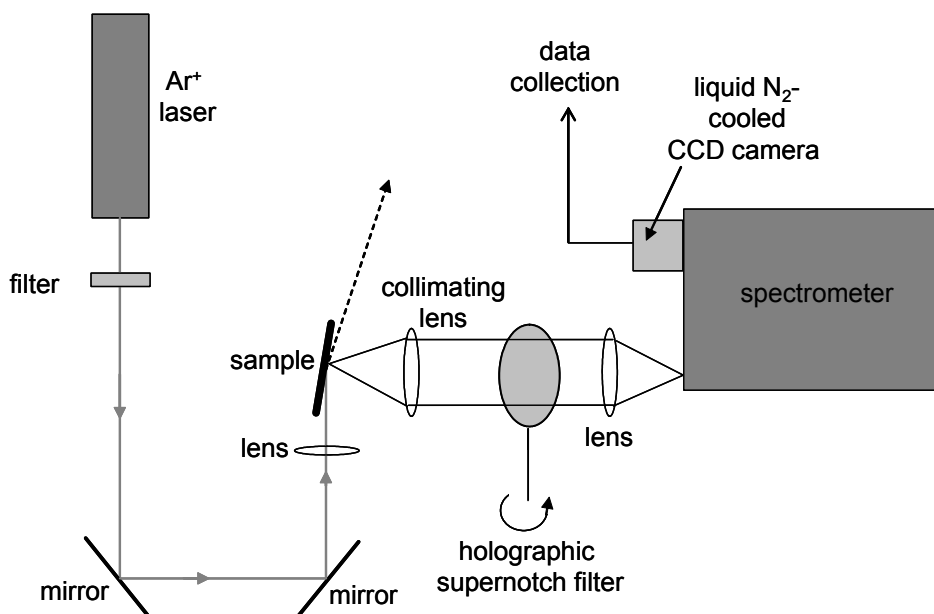 Ar⁺
laser
data
collection
liquid N₂-
cooled
CCD camera
filter
collimating
lens
spectrometer
sample
lens
lens
holographic
supernotch filter
mirror
mirror